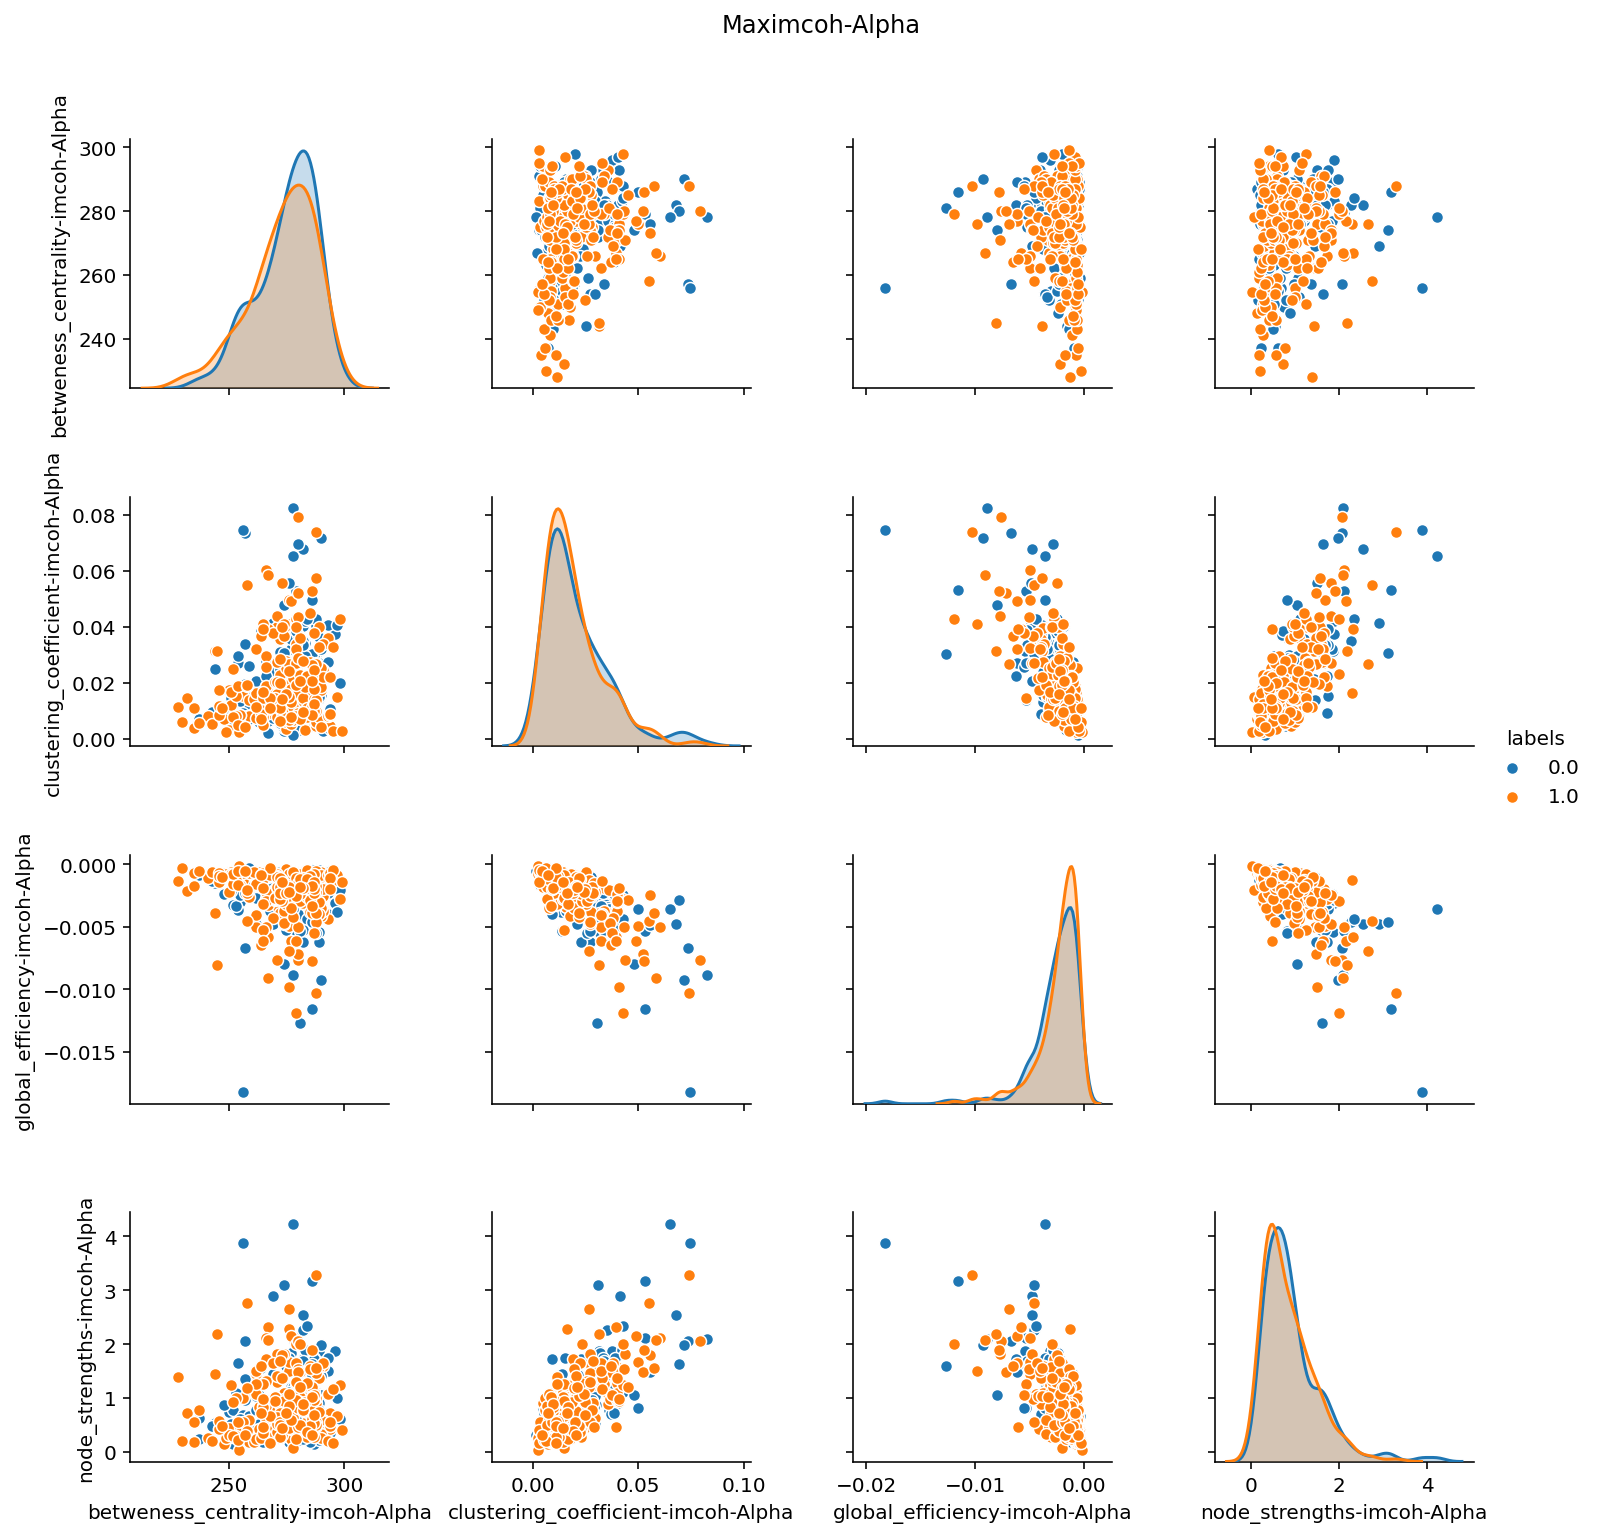 Maximcoh-Alpha
betweness_centrality-imcoh-Alpha
300
280
260
240
clustering_coefficient-imcoh-Alpha
0.08
0.06
0.04
0.02
0.00
labels
0.0
1.0
global_efficiency-imcoh-Alpha
0.000
−0.005
−0.010
−0.015
node_strengths-imcoh-Alpha
4
3
2
1
0
250 300 0.00 0.05 0.10 −0.02 −0.01 0.00 0 2 4
betweness_centrality-imcoh-Alpha clustering_coefficient-imcoh-Alpha global_efficiency-imcoh-Alpha node_strengths-imcoh-Alpha